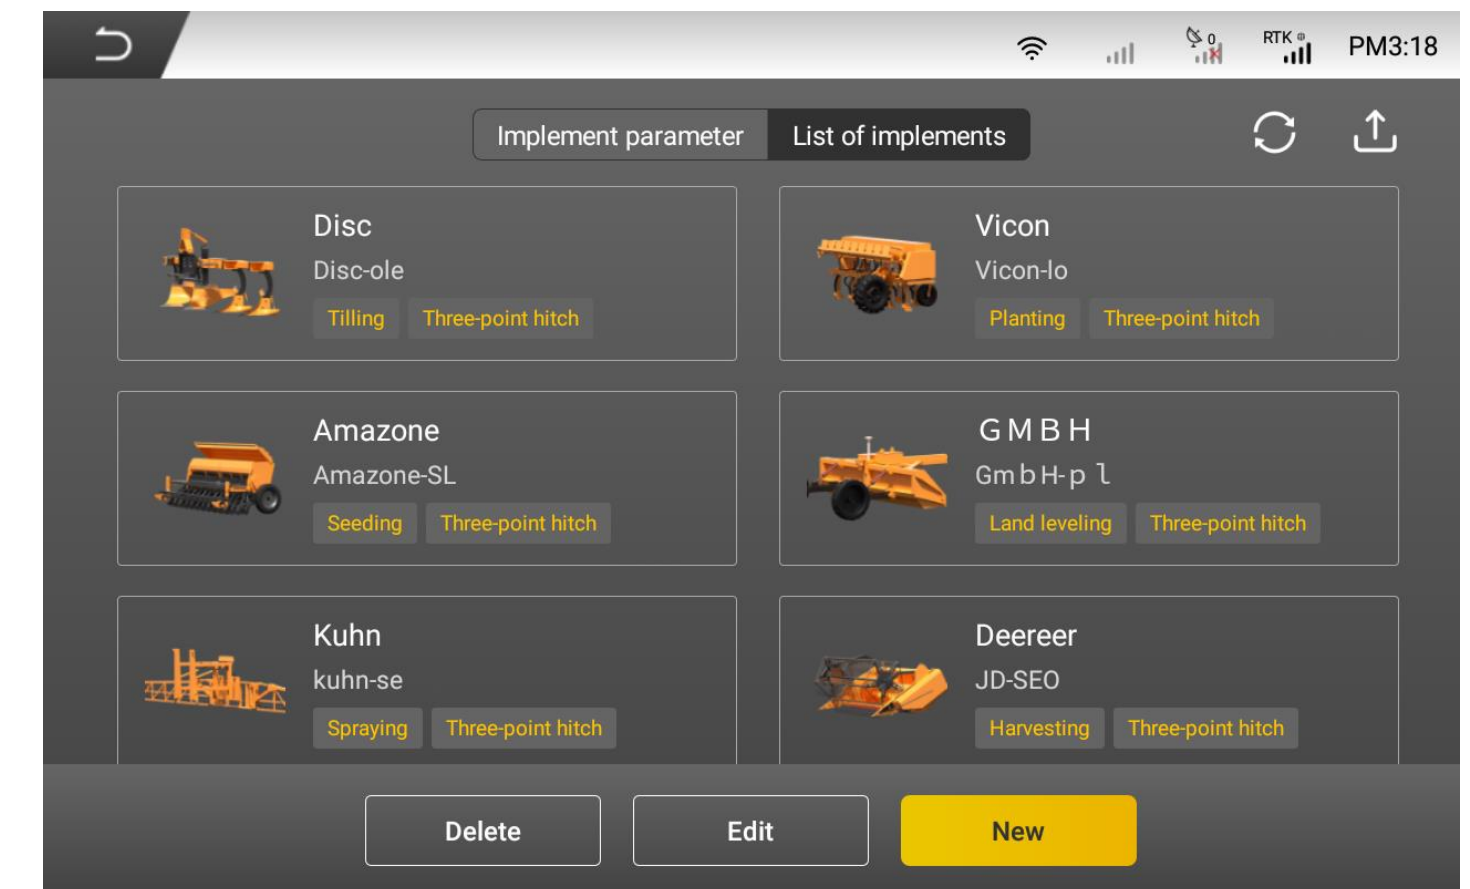 0 RTK PM3:18
Implement parameter List of implements
Disc
Disc-ole
Tilling Three-point hitch
Vicon
Vicon-lo
Planting Three-point hitch
Amazone
Amazone-SL
Seeding Three-point hitch
ＧＭＢＨ
Gmｂ H-ｐｌ
Land leveling Three-point hitch
Kuhn
kuhn-se
Spraying Three-point hitch
Deereer
JD-SEO
Harvesting Three-point hitch
Delete Edit New